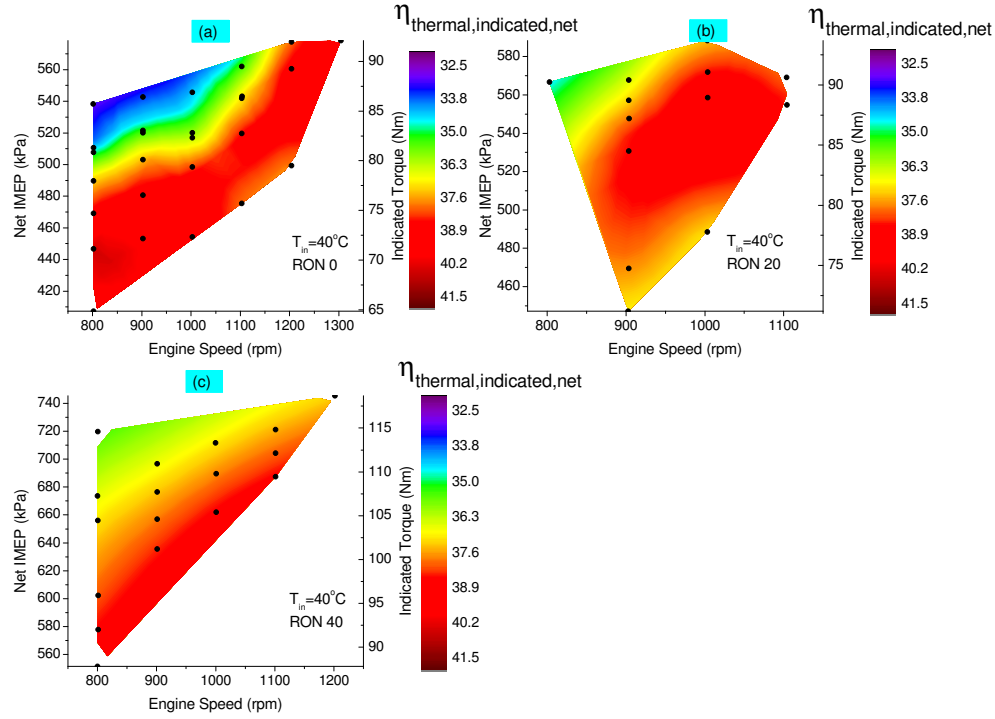 (a)
η thermal,indicated,net
Net IMEP (kPa)
560
540
520
500
480
460
440
420
800 900 1000 1100 1200 1300
Engine Speed (rpm)
90
85
80
75
70
65
Indicated Torque (Nm)
T in=40°C
RON 0
32.5
33.8
35.0
36.3
37.6
38.9
40.2
41.5
(b)
η thermal,indicated,net
Net IMEP (kPa)
580
560
540
520
500
480
460
800 900 1000 1100
Engine Speed (rpm)
90
85
80
75
Indicated Torque (Nm)
T in=40°C
RON 20
32.5
33.8
35.0
36.3
37.6
38.9
40.2
41.5
(c)
η thermal,indicated,net
Net IMEP (kPa)
740
720
700
680
660
640
620
600
580
560
800 900 1000 1100 1200
Engine Speed (rpm)
115
110
105
100
95
90
Indicated Torque (Nm)
T in=40°C
RON 40
32.5
33.8
35.0
36.3
37.6
38.9
40.2
41.5